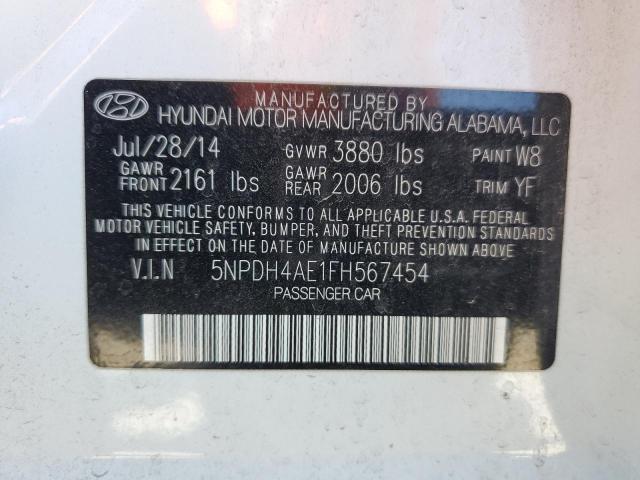 MANUFACTURED BY
HYUNDAI MOTOR MANUFACTURING ALABAMA, LLC
Jul/28/14 GVWR 3880 lbs PAINT W8
GAWR FRONT 2161 lbs GAWR REAR 2006 lbs TRIM YF
THIS VEHICLE CONFORMS TO ALL APPLICABLE U.S.A. FEDERAL
MOTOR VEHICLE SAFETY, BUMPER, AND THEFT PREVENTION STANDARDS IN EFFECT
ON THE DATE OF MANUFACTURE SHOWN ABOVE.
V.I.N 5NPDH4AE1FH567454
PASSENGER CAR